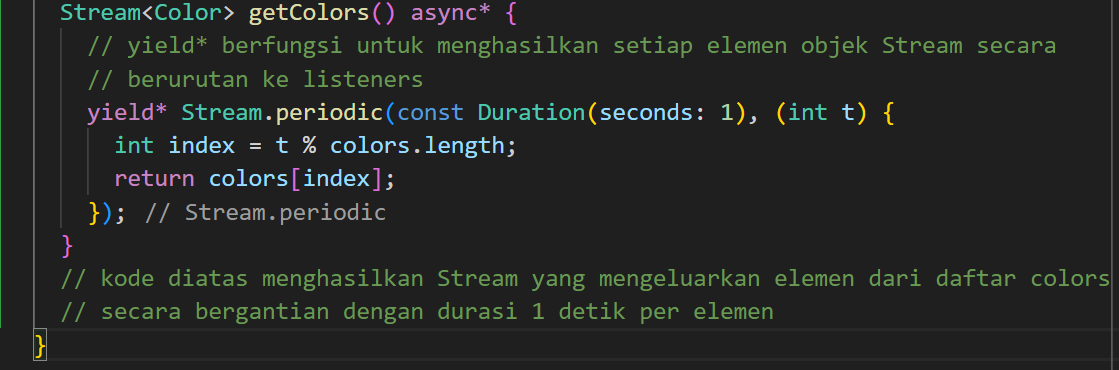 Stream<Color> getColors() async* {
// yield* berfungsi untuk menghasilkan setiap elemen objek Stream secara
// berurutan ke listeners
yield* Stream.periodic(const Duration(seconds: 1), (int t) {
int index = t % colors.length;
return colors[index];
}); // Stream.periodic
}
// kode diatas menghasilkan Stream yang mengeluarkan elemen dari daftar colors
// secara bergantian dengan durasi 1 detik per elemen
}